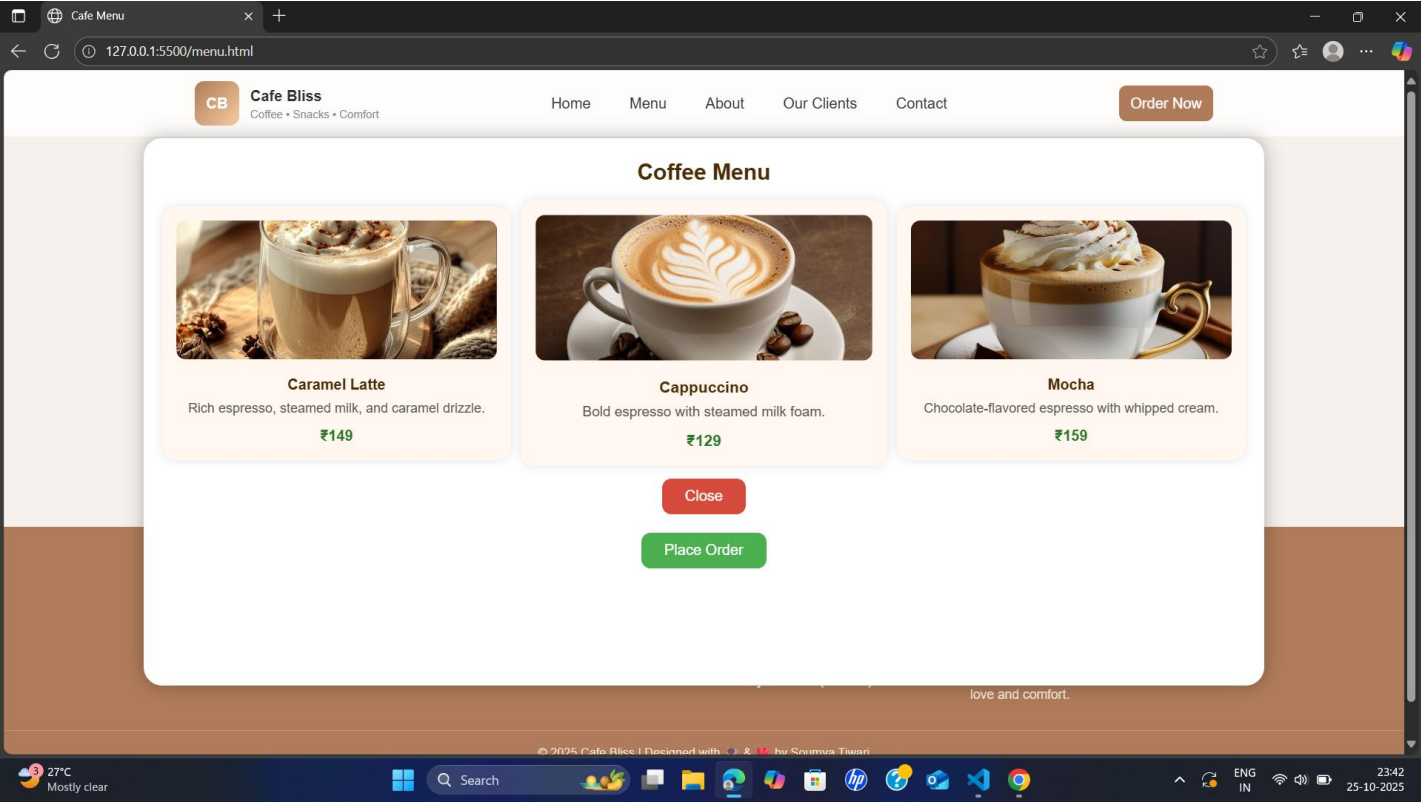 Cafe Menu
127.0.0.1:5500/menu.html
CB
Cafe Bliss
Coffee • Snacks • Comfort
Home Menu About Our Clients Contact
Order Now
Coffee Menu
Caramel Latte
Rich espresso, steamed milk, and caramel drizzle.
₹149
Cappuccino
Bold espresso with steamed milk foam.
₹129
Mocha
Chocolate-flavored espresso with whipped cream.
₹159
Close
Place Order
love and comfort.
© 2025 Cafe Bliss | Designed with & by Soumya Tiwari
3
27°C
Mostly clear
Search
hp
ENG
IN
23:42
25-10-2025